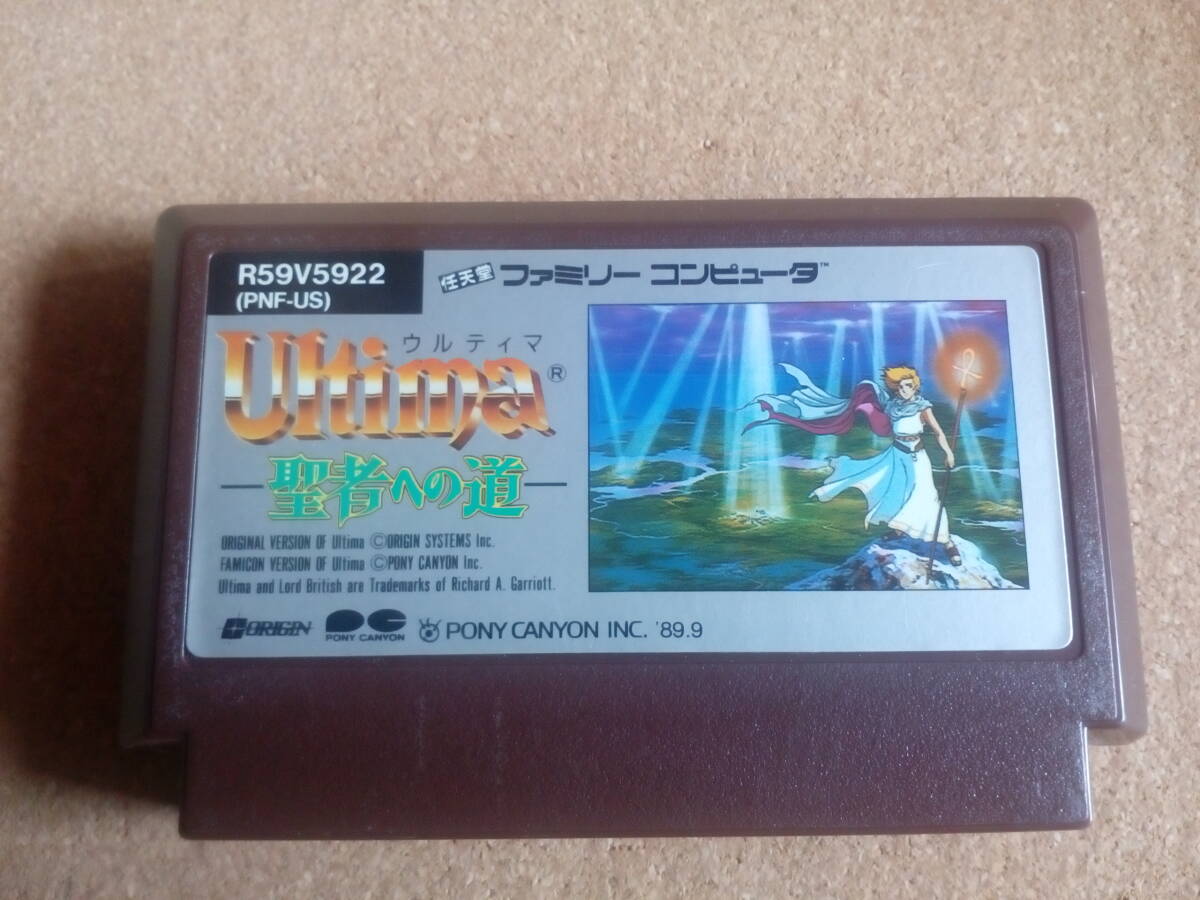 R59V5922
(PNF-US)
任天堂 ファミリー コンピュータ™
ウルティマ
Ultima®
聖者への道
ORIGINAL VERSION OF Ultima ©ORIGIN SYSTEMS Inc.
FAMICON VERSION OF Ultima ©PONY CANYON Inc.
Ultima and Lord British are Trademarks of Richard A. Garriott.
ORIGIN
PONY CANYON
PONY CANYON INC. '89.9